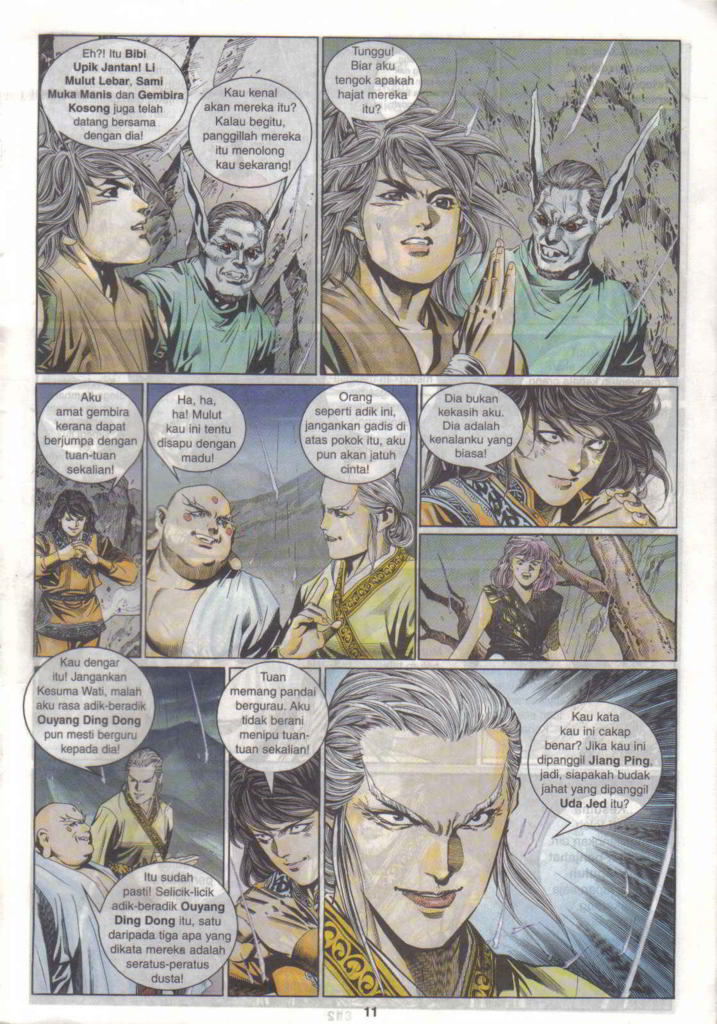 Eh?! Itu Bibi
Upik Jantan! Li
Mulut Lebar, Sami
Muka Manis dan Gembira
Kosong juga telah
datang bersama
dengan dia!
Kau kenal
akan mereka itu?
Kalau begitu,
panggillah mereka
itu menolong
kau sekarang!
Tunggu!
Biar aku
tengok apakah
hajat mereka
itu?
Aku
amat gembira
kerana dapat
berjumpa dengan
tuan-tuan
sekalian!
Ha, ha,
ha! Mulut
kau ini tentu
disapu dengan
madu!
Orang
seperti adik ini,
jangankan gadis di
atas pokok itu, aku
pun akan jatuh
cinta!
Dia bukan
kekasih aku.
Dia adalah
kenalanku yang
biasa!
Kau dengar
itu! Jangankan
Kesuma Wati, malah
aku rasa adik-beradik
Ouyang Ding Dong
pun mesti berguru
kepada dia!
Itu sudah
pasti! Selicik-licik
adik-beradik Ouyang
Ding Dong itu, satu
daripada tiga apa yang
dikata mereka adalah
seratus-peratus
dusta!
Tuan
memang pandai
bergurau. Aku
tidak berani
menipu tuan-
tuan sekalian!
Kau kata
kau ini cakap
benar? Jika kau ini
dipanggil Jiang Ping,
jadi, siapakah budak
jahat yang dipanggil
Uda Jed itu?
11